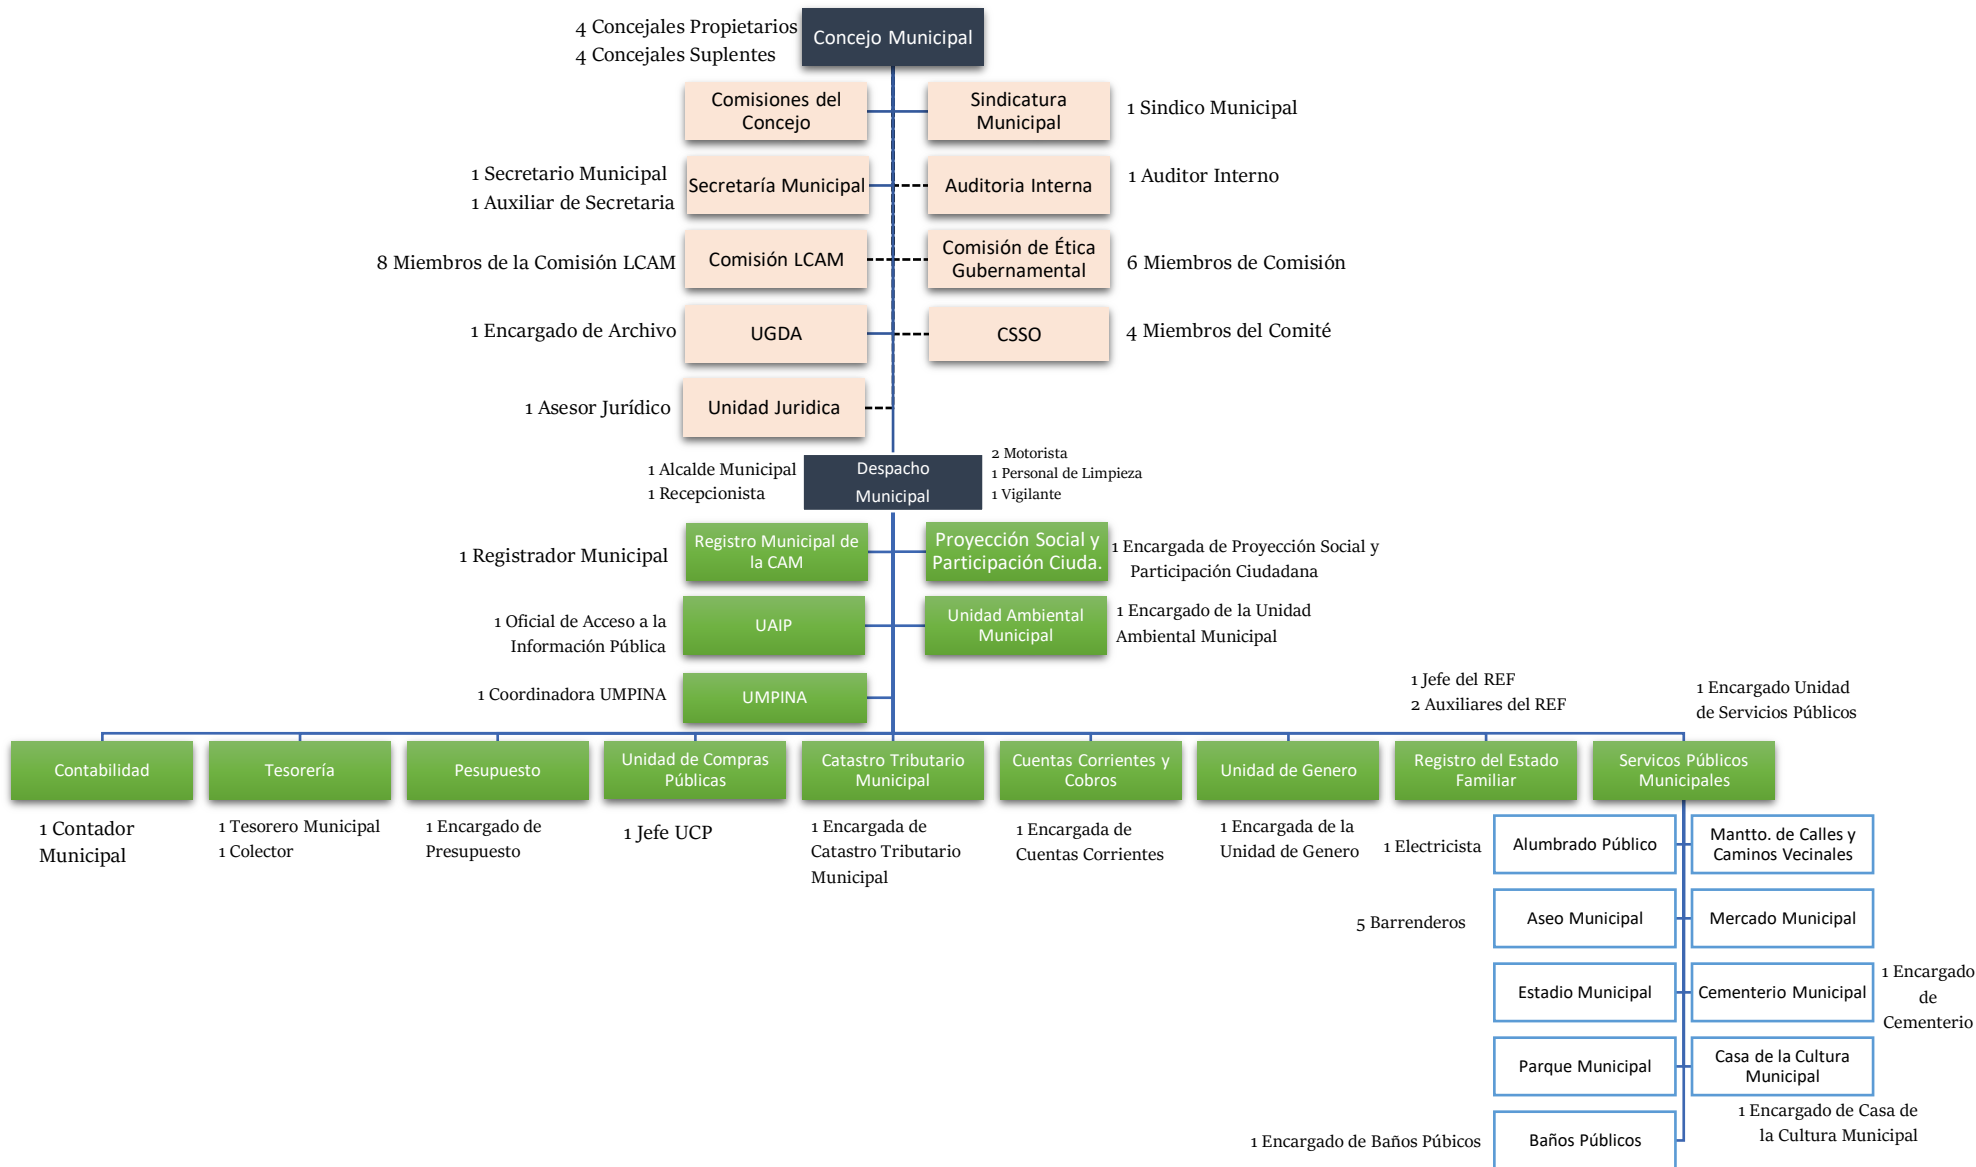 4 Concejales Propietarios
4 Concejales Suplentes
Concejo Municipal
Comisiones del
Concejo
Sindicatura
Municipal
1 Sindico Municipal
1 Secretario Municipal
1 Auxiliar de Secretaria
Secretaría Municipal
Auditoria Interna
1 Auditor Interno
8 Miembros de la Comisión LCAM
Comisión LCAM
Comisión de Ética
Gubernamental
6 Miembros de Comisión
1 Encargado de Archivo
UGDA
CSSO
4 Miembros del Comité
1 Asesor Jurídico
Unidad Juridica
1 Alcalde Municipal
1 Recepcionista
Despacho
Municipal
2 Motorista
1 Personal de Limpieza
1 Vigilante
1 Registrador Municipal
Registro Municipal de
la CAM
Proyección Social y
Participación Ciuda.
1 Encargada de Proyección Social y
Participación Ciudadana
1 Oficial de Acceso a la
Información Pública
UAIP
Unidad Ambiental
Municipal
1 Encargado de la Unidad
Ambiental Municipal
1 Coordinadora UMPINA
UMPINA
1 Jefe del REF
2 Auxiliares del REF
1 Encargado Unidad
de Servicios Públicos
Contabilidad
Tesorería
Pesupuesto
Unidad de Compras
Públicas
Catastro Tributario
Municipal
Cuentas Corrientes y
Cobros
Unidad de Genero
Registro del Estado
Familiar
Servicos Públicos
Municipales
1 Contador
Municipal
1 Tesorero Municipal
1 Colector
1 Encargado de
Presupuesto
1 Jefe UCP
1 Encargada de
Catastro Tributario
Municipal
1 Encargada de
Cuentas Corrientes
1 Encargada de la
Unidad de Genero
1 Electricista
Alumbrado Público
Mantto. de Calles y
Caminos Vecinales
5 Barrenderos
Aseo Municipal
Mercado Municipal
Estadio Municipal
Cementerio Municipal
1 Encargado
de
Cementerio
Parque Municipal
Casa de la Cultura
Municipal
1 Encargado de Casa de
la Cultura Municipal
1 Encargado de Baños Púbicos
Baños Públicos